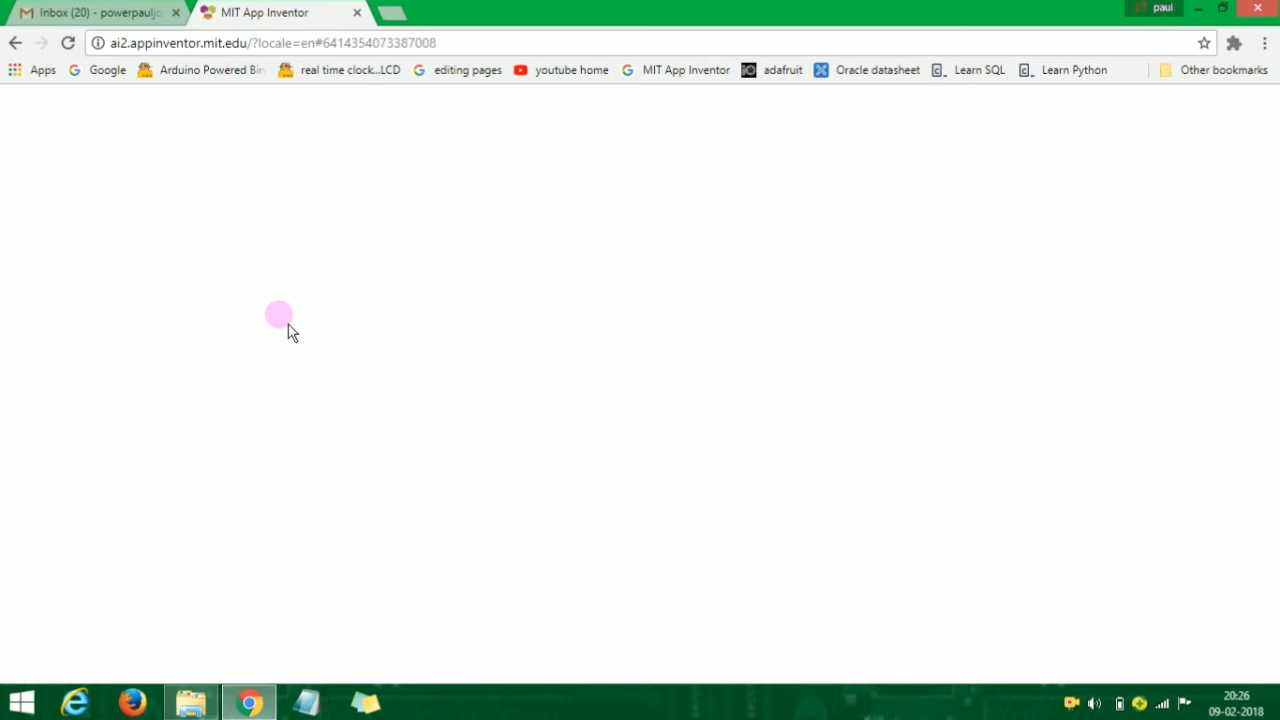 Inbox (20) - powerpauljo
MIT App Inventor
paul
ai2.appinventor.mit.edu/?locale=en#6414354073387008
Apps
Google
Arduino Powered Bin
real time clock...LCD
editing pages
youtube home
MIT App Inventor
adafruit
Oracle datasheet
Learn SQL
Learn Python
Other bookmarks
20:26
09-02-2018